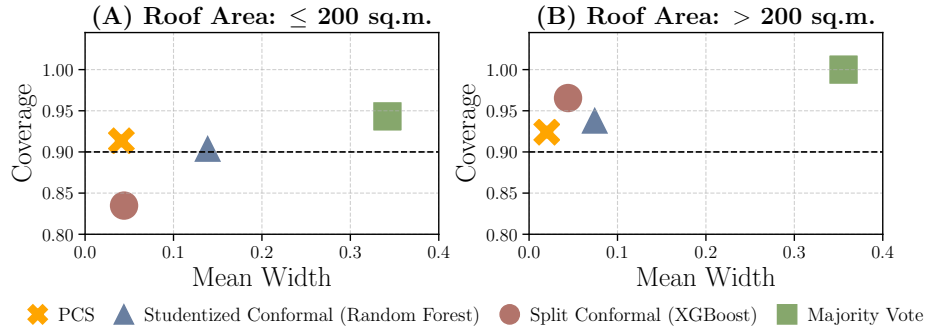 (A) Roof Area: ≤ 200 sq.m.
(B) Roof Area: > 200 sq.m.
Coverage
1.00
0.95
0.90
0.85
0.80
0.0 0.1 0.2 0.3 0.4
Mean Width
Coverage
1.00
0.95
0.90
0.85
0.80
0.0 0.1 0.2 0.3 0.4
Mean Width
PCS Studentized Conformal (Random Forest) Split Conformal (XGBoost) Majority Vote